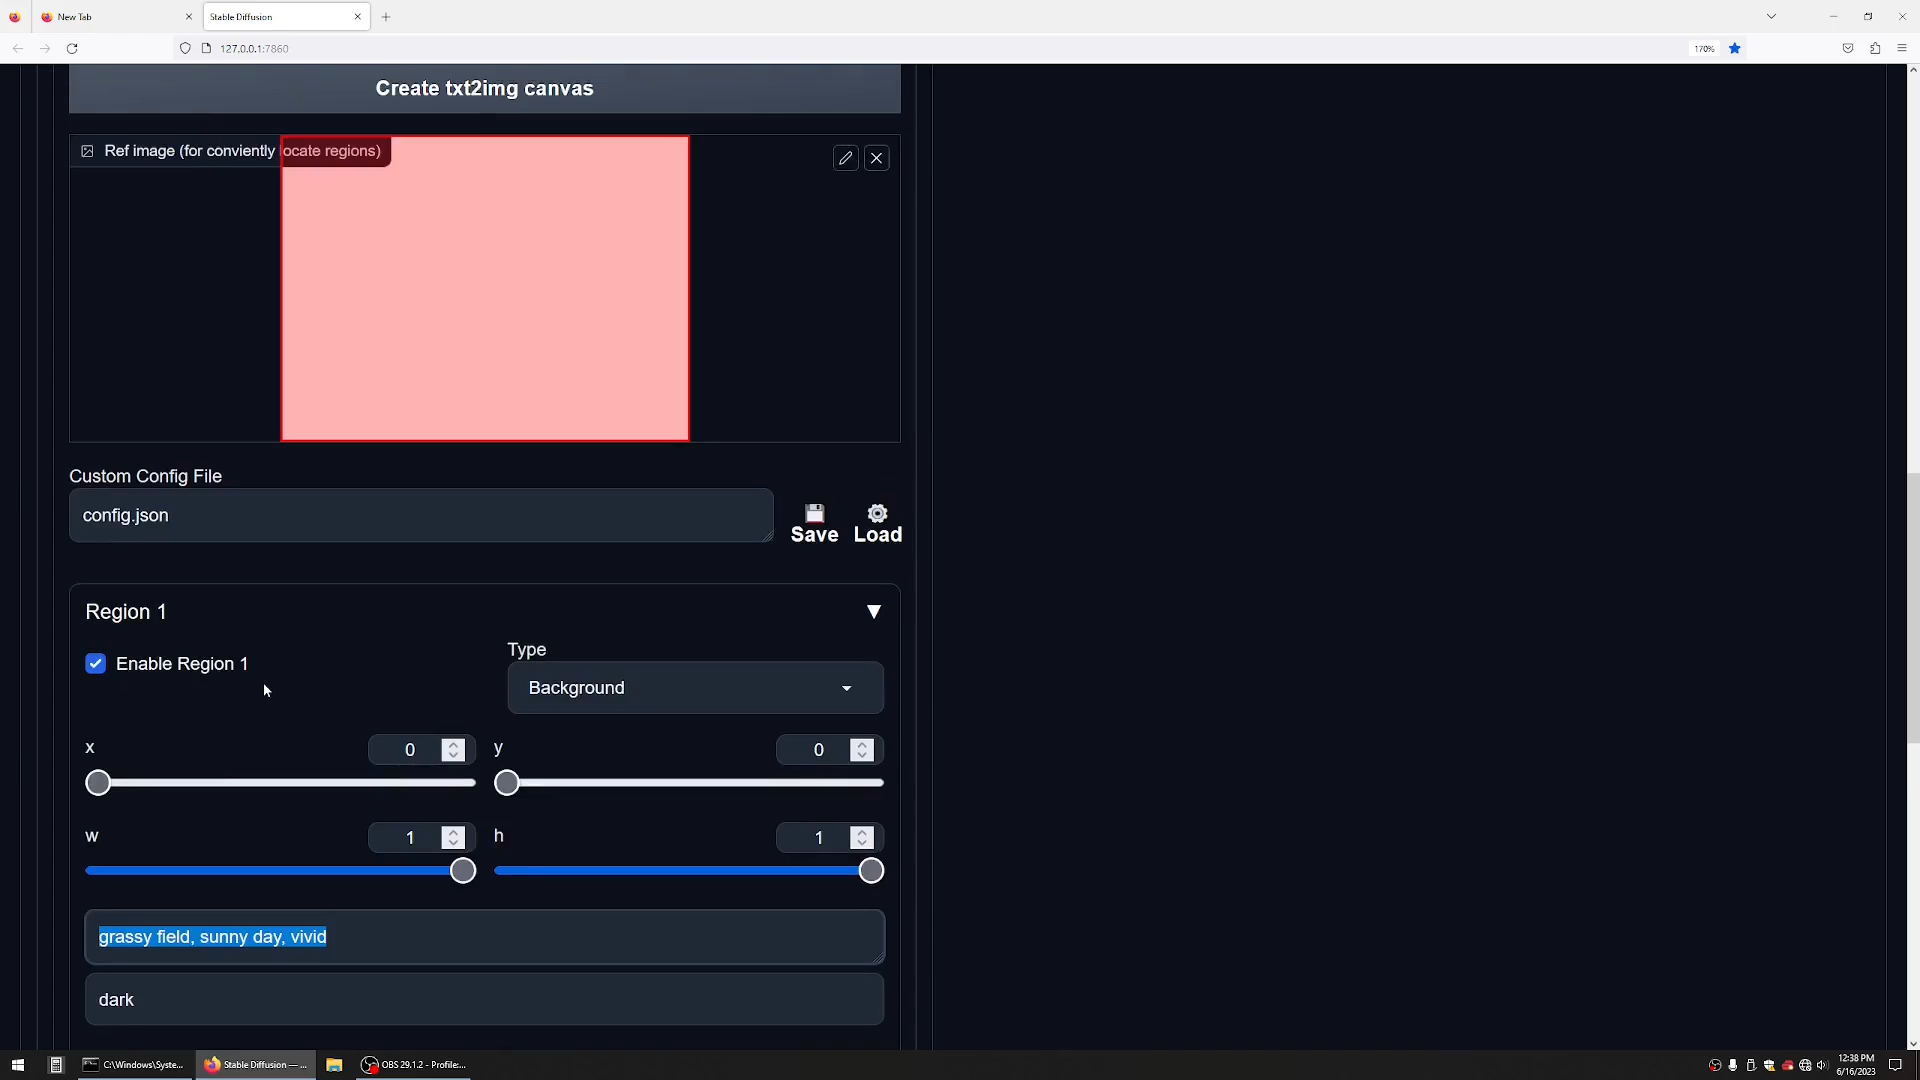 New Tab
Stable Diffusion
127.0.0.1:7860
170%
Create txt2img canvas
Ref image (for conviently locate regions)
Custom Config File
config.json
Save
Load
Region 1
Enable Region 1
Type
Background
x
0
y
0
w
1
h
1
grassy field, sunny day, vivid
dark
C:\Windows\Syste...
Stable Diffusion — ...
OBS 29.1.2 - Profile:...
12:38 PM
6/16/2023